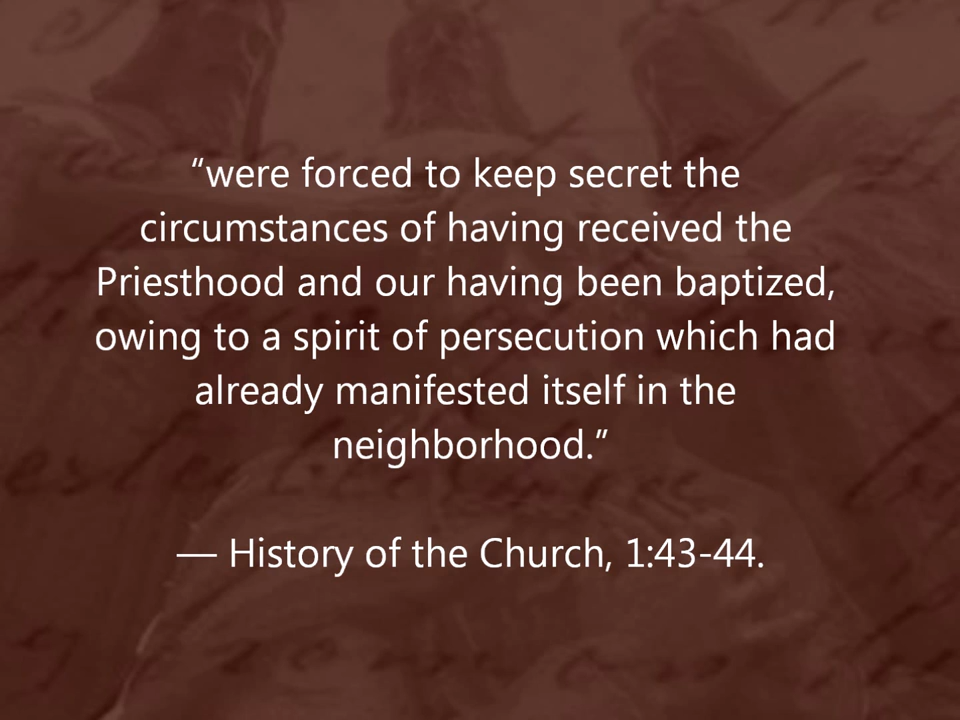 “were forced to keep secret the
circumstances of having received the
Priesthood and our having been baptized,
owing to a spirit of persecution which had
already manifested itself in the
neighborhood.”
— History of the Church, 1:43-44.